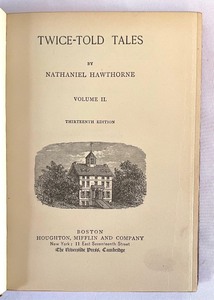 TWICE-TOLD TALES
BY
NATHANIEL HAWTHORNE
VOLUME II.
THIRTEENTH EDITION
BOSTON
HOUGHTON, MIFFLIN AND COMPANY
New York: 11 East Seventeenth Street
The Riverside Press, Cambridge